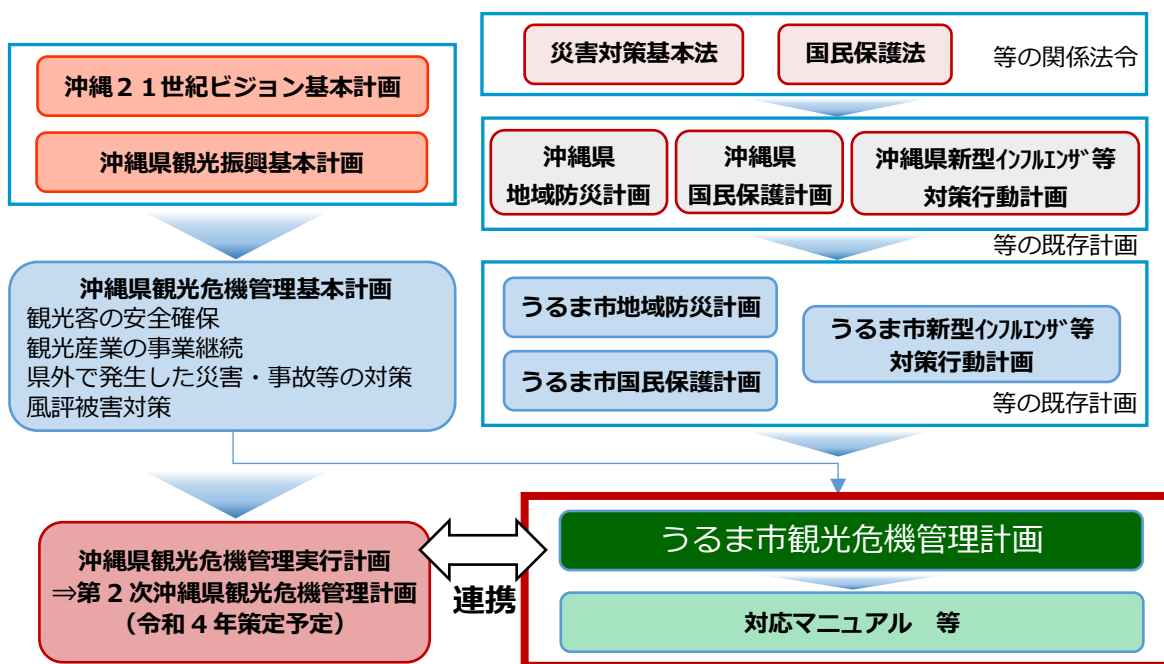 沖縄２１世紀ビジョン基本計画
沖縄県観光振興基本計画
沖縄県観光危機管理基本計画
観光客の安全確保
観光産業の事業継続
県外で発生した災害・事故等の対策
風評被害対策
沖縄県観光危機管理実行計画
⇒第２次沖縄県観光危機管理計画
（令和４年策定予定）
災害対策基本法
国民保護法
等の関係法令
沖縄県
地域防災計画
沖縄県
国民保護計画
沖縄県新型ｲﾝﾌﾙｴﾝｻﾞ等
対策行動計画
等の既存計画
うるま市地域防災計画
うるま市国民保護計画
うるま市新型ｲﾝﾌﾙｴﾝｻﾞ等
対策行動計画
等の既存計画
連携
うるま市観光危機管理計画
対応マニュアル　等